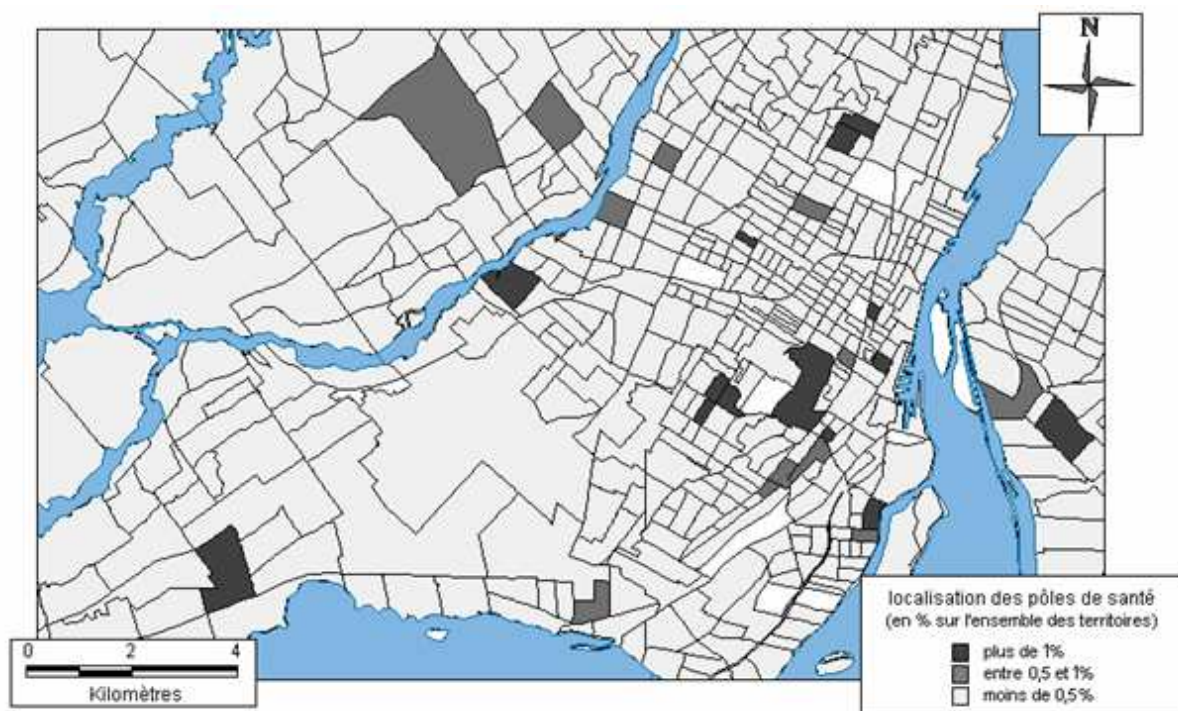 N
localisation des pôles de santé
(en % sur l'ensemble des territoires)
plus de 1%
entre 0,5 et 1%
moins de 0,5%
0 2 4
Kilomètres